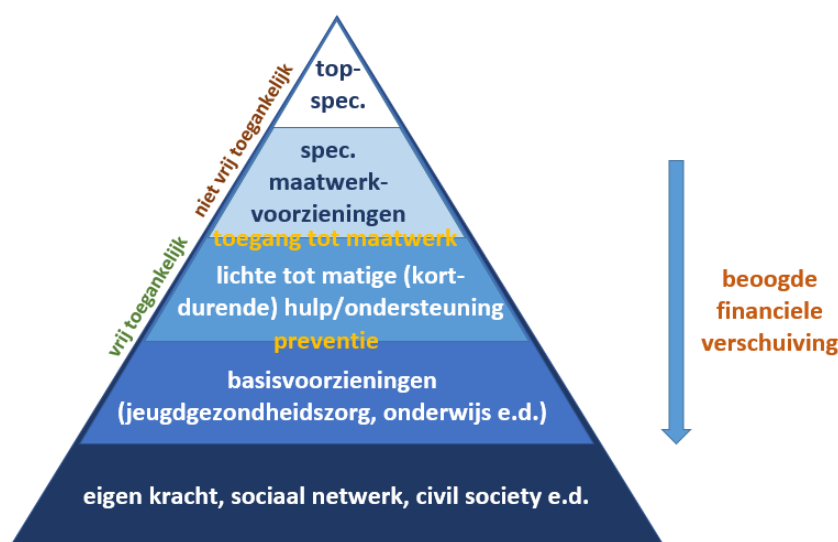 top-
spec.
niet vrij toegankelijk
spec.
maatwerk-
voorzieningen
toegang tot maatwerk
vrij toegankelijk
lichte tot matige (kort-
durende) hulp/ondersteuning
preventie
basisvoorzieningen
(jeugdgezondheidszorg, onderwijs e.d.)
eigen kracht, sociaal netwerk, civil society e.d.
beoogde
financiele
verschuiving